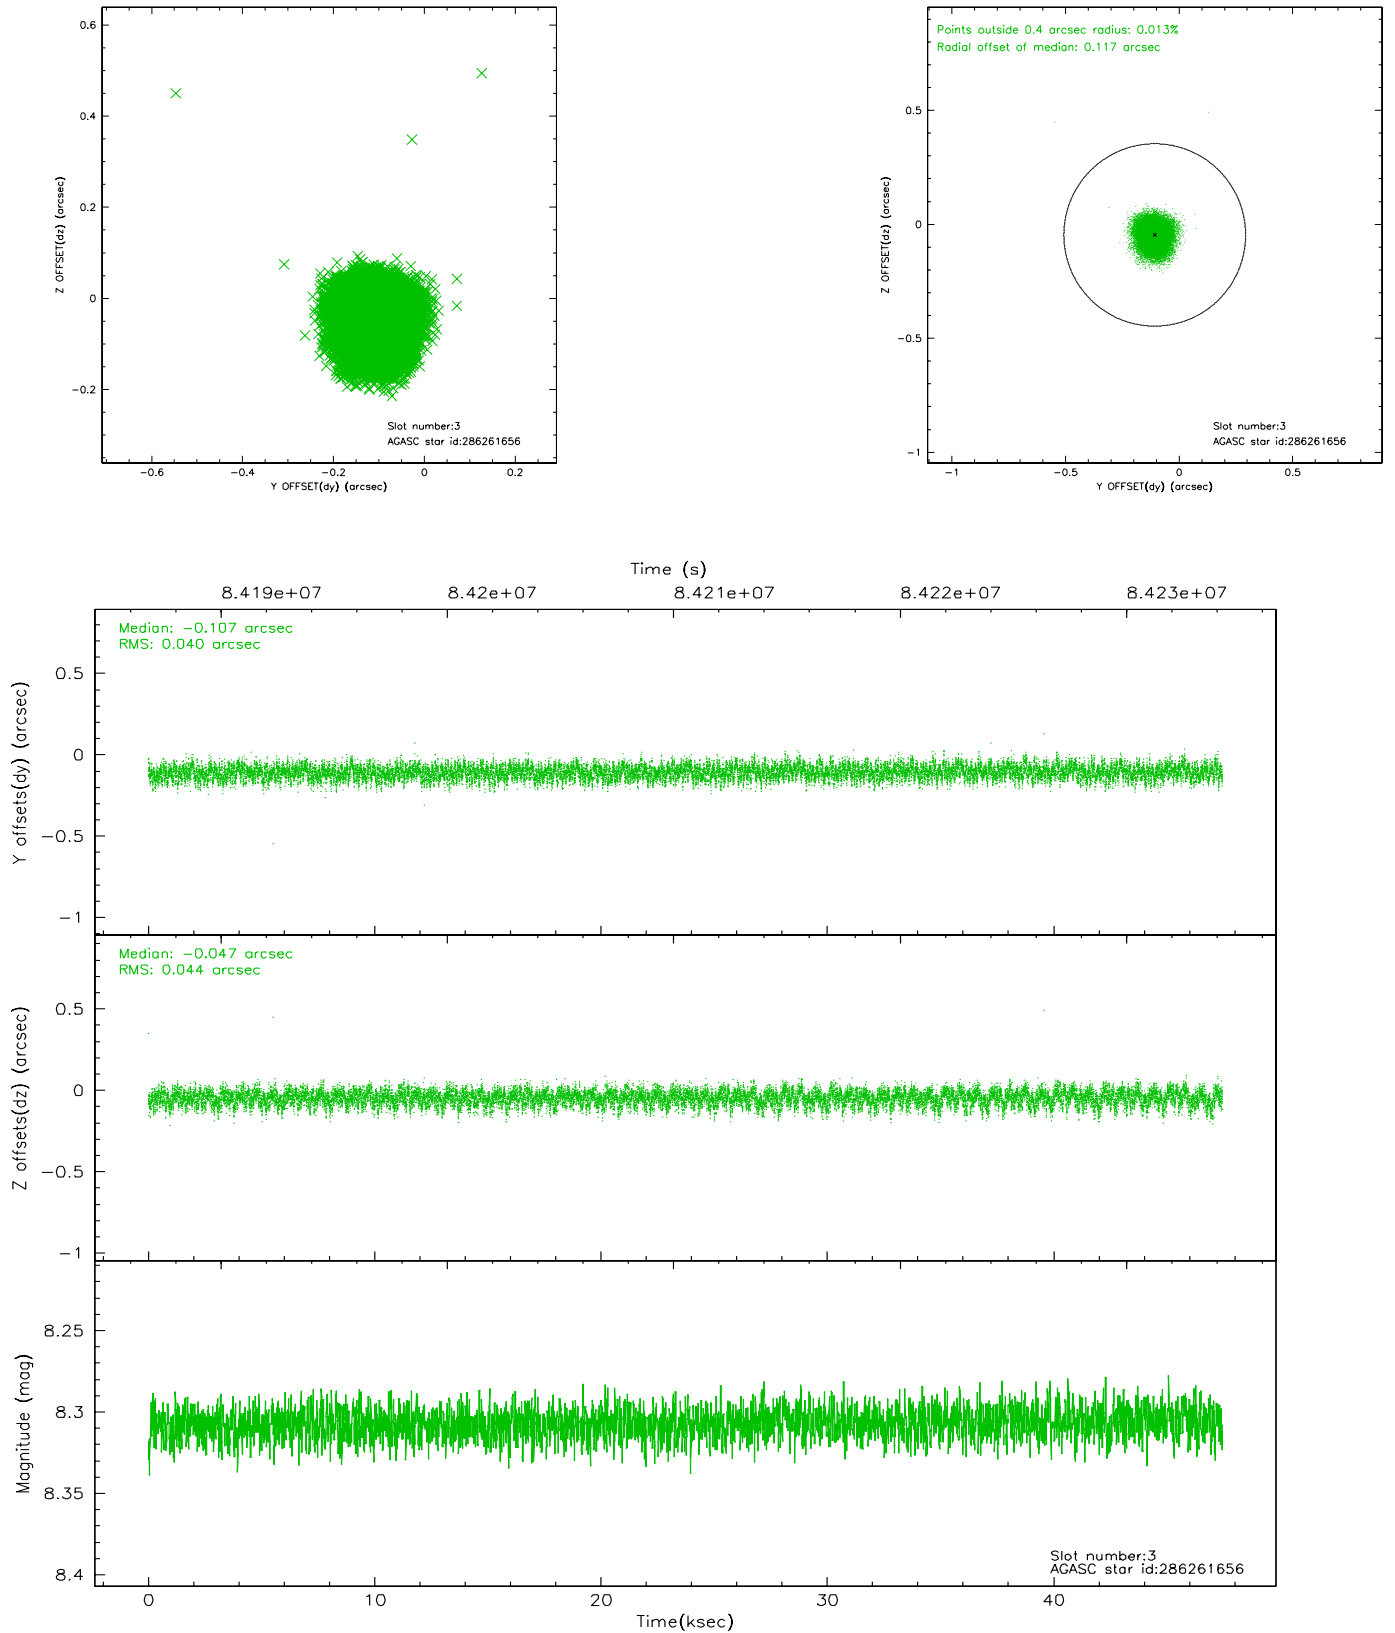 0.6
0.4
0.2
0
−0.2
Z OFFSET(dz) (arcsec)
Slot number:3
AGASC star id:286261656
−0.6
−0.4
−0.2
0
0.2
Y OFFSET(dy) (arcsec)
Points outside 0.4 arcsec radius: 0.013%
Radial offset of median: 0.117 arcsec
0.5
0
−0.5
−1
Z OFFSET(dz) (arcsec)
Slot number:3
AGASC star id:286261656
−1
−0.5
0
0.5
Y OFFSET(dy) (arcsec)
Time (s)
8.419e+07
8.42e+07
8.421e+07
8.422e+07
8.423e+07
Median: −0.107 arcsec
RMS: 0.040 arcsec
0.5
0
−0.5
−1
Y offsets(dy) (arcsec)
Median: −0.047 arcsec
RMS: 0.044 arcsec
0.5
0
−0.5
−1
Z offsets(dz) (arcsec)
8.25
8.3
8.35
8.4
Magnitude (mag)
Slot number:3
AGASC star id:286261656
0
10
20
30
40
Time(ksec)